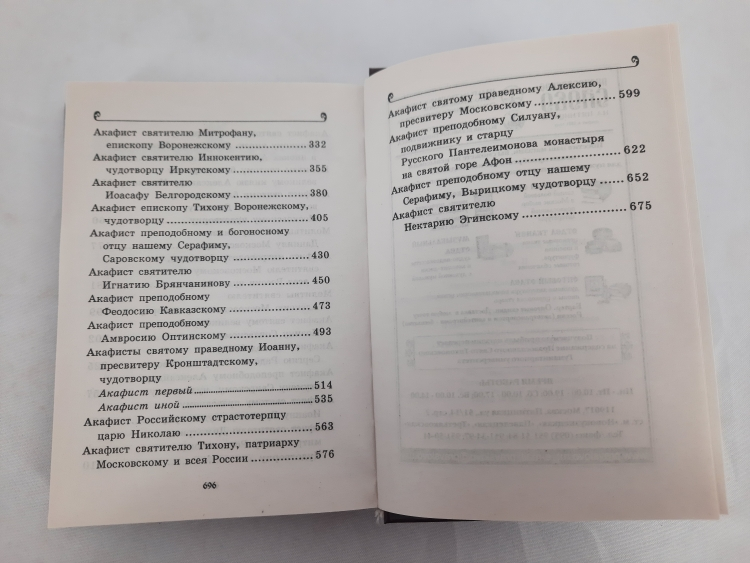 Акафист святителю Митрофану,
епископу Воронежскому ........ 332
Акафист святителю Иннокентию,
чудотворцу Иркутскому ........ 355
Акафист святителю
Иоасафу Белгородскому ........ 380
Акафист епископу Тихону Воронежскому,
чудотворцу ........ 405
Акафист преподобному и богоносному
отцу нашему Серафиму,
Саровскому чудотворцу ........ 430
Акафист святителю
Игнатию Брянчанинову ........ 450
Акафист преподобному
Феодосию Кавказскому ........ 473
Акафист преподобному
Амвросию Оптинскому ........ 493
Акафисты святому праведному Иоанну,
пресвитеру Кронштадтскому,
чудотворцу
Акафист первый ........ 514
Акафист иной ........ 535
Акафист Российскому страстотерпцу
царю Николаю ........ 563
Акафист святителю Тихону, патриарху
Московскому и всея России ........ 576
696
Акафист святому праведному Алексию,
пресвитеру Московскому ........ 599
Акафист преподобному Силуану,
подвижнику и старцу
Русского Пантелеимонова монастыря
на святой горе Афон ........ 622
Акафист преподобному отцу нашему
Серафиму, Вырицкому чудотворцу ........ 652
Акафист святителю
Нектарию Эгинскому ........ 675